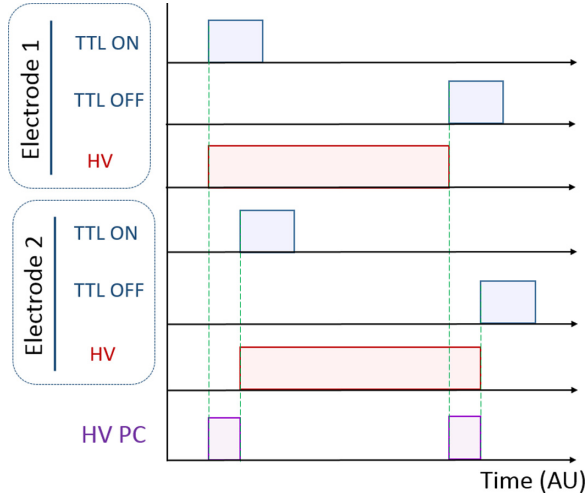 Electrode 1
TTL ON
TTL OFF
HV
Electrode 2
TTL ON
TTL OFF
HV
HV PC
Time (AU)